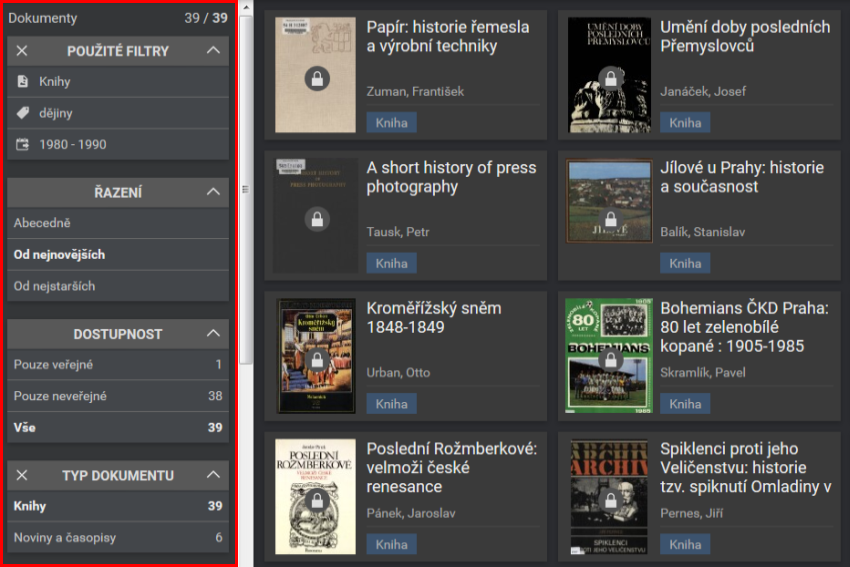 Dokumenty 39 / 39
POUŽITÉ FILTRY
Knihy
dějiny
1980 - 1990
ŘAZENÍ
Abecedně
Od nejnovějších
Od nejstarších
DOSTUPNOST
Pouze veřejné 1
Pouze neveřejné 38
Vše 39
TYP DOKUMENTU
Knihy 39
Noviny a časopisy 6
Papír: historie řemesla
a výrobní techniky
Zuman, František
Kniha
UMĚNÍ DOBY
POSLEDNÍCH
PŘEMYSLOVCŮ
Umění doby posledních
Přemyslovců
Janáček, Josef
Kniha
A short history of press
photography
Tausk, Petr
Kniha
JÍLOVÉ
Jílové u Prahy: historie
a současnost
Balík, Stanislav
Kniha
Kroměřížský
sněm
Kroměřížský sněm
1848-1849
Urban, Otto
Kniha
1905
80
LET
BOHEMIANS
1985
Bohemians ČKD Praha:
80 let zelenobílé
kopané : 1905-1985
Skramlík, Pavel
Kniha
POSLEDNÍ
ROŽMBERKOVÉ
VELMOŽI ČESKÉ
RENESANCE
Poslední Rožmberkové:
velmoži české
renesance
Pánek, Jaroslav
Kniha
ARCHIV
SPIKLENCI
PROTI JEHO VELIČENSTVU
Spiklenci proti jeho
Veličenstvu: historie
tzv. spiknutí Omladiny v
Pernes, Jiří
Kniha